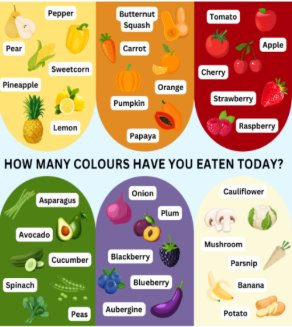 Pepper
Pear
Sweetcorn
Pineapple
Lemon
Butternut
Squash
Carrot
Orange
Pumpkin
Papaya
Tomato
Apple
Cherry
Strawberry
Raspberry
HOW MANY COLOURS HAVE YOU EATEN TODAY?
Asparagus
Avocado
Cucumber
Spinach
Peas
Onion
Plum
Blackberry
Blueberry
Aubergine
Cauliflower
Mushroom
Parsnip
Banana
Potato